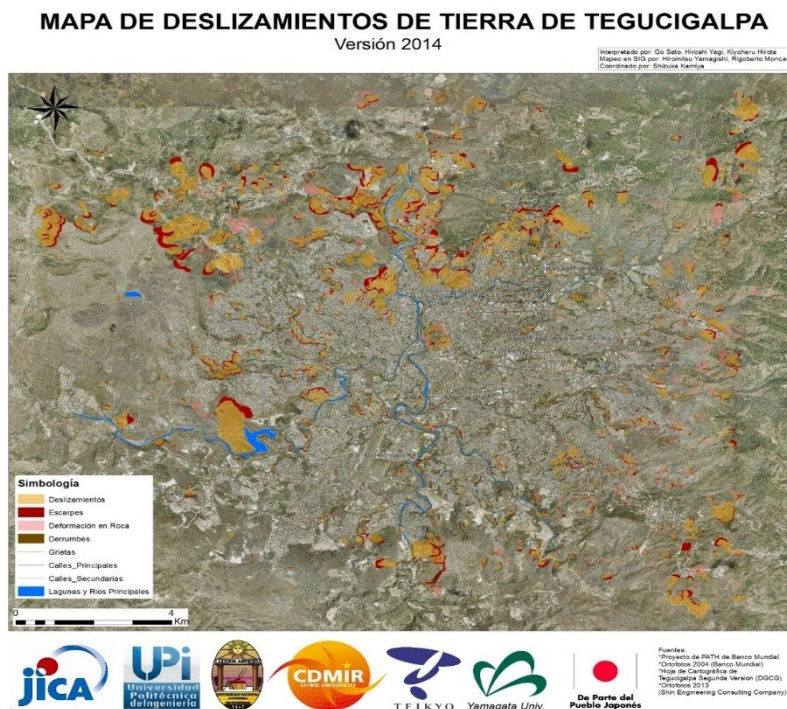 MAPA DE DESLIZAMIENTOS DE TIERRA DE TEGUCIGALPA
Versión 2014
Interpretado por: Go Sato, Hiroshi Yagi, Kiyoharu Hirota
Mapeo en SIG por: Hiromitsu Yamagishi, Rigoberto Monca
Coordinado por: Shizuka Kamiya
Simbología
Deslizamientos
Escarpes
Deformación en Roca
Derrumbes
Grietas
Calles_Principales
Calles_Secundarias
Lagunas y Rios Principales
0 4
Km
JICA
UPi
Universidad
Politécnica
de Ingeniería
CDMIR
EHIME UNIVERSITY
TEIKYO
Yamagata Univ.
De Parte del
Pueblo Japonés
Fuentes:
*Proyecto de PATH de Banco Mundial
*Ortofotos 2004 (Banco Mundial)
*Hoja de Cartográfica de
Tegucigalpa Segunda Version (DGCG)
*Ortofotos 2013
(Shin Engineering Consulting Company)